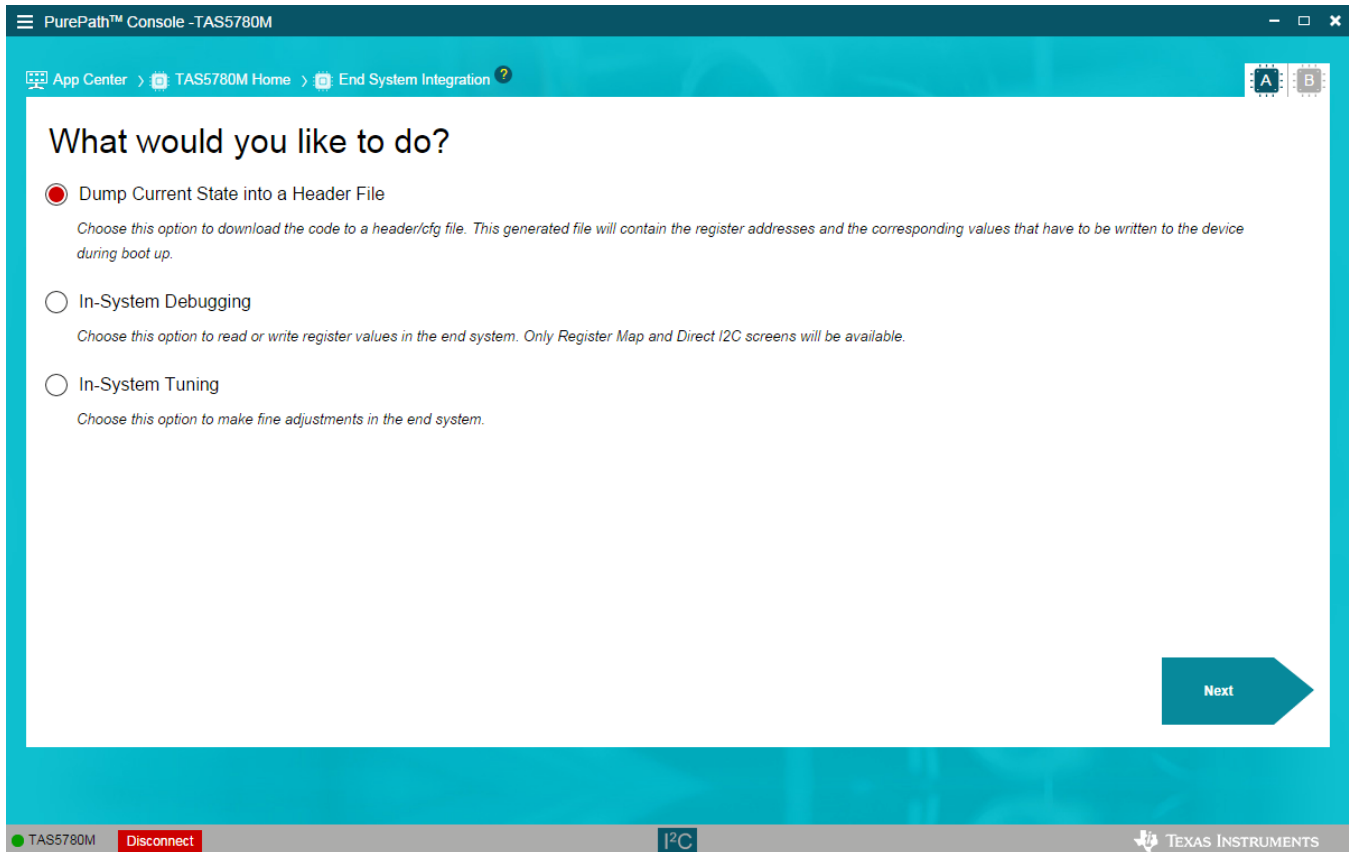 PurePath™ Console -TAS5780M
App Center > TAS5780M Home > End System Integration ?
A B
What would you like to do?
Dump Current State into a Header File
Choose this option to download the code to a header/cfg file. This generated file will contain the register addresses and the corresponding values that have to be written to the device
during boot up.
In-System Debugging
Choose this option to read or write register values in the end system. Only Register Map and Direct I2C screens will be available.
In-System Tuning
Choose this option to make fine adjustments in the end system.
Next
TAS5780M Disconnect I²C TEXAS INSTRUMENTS